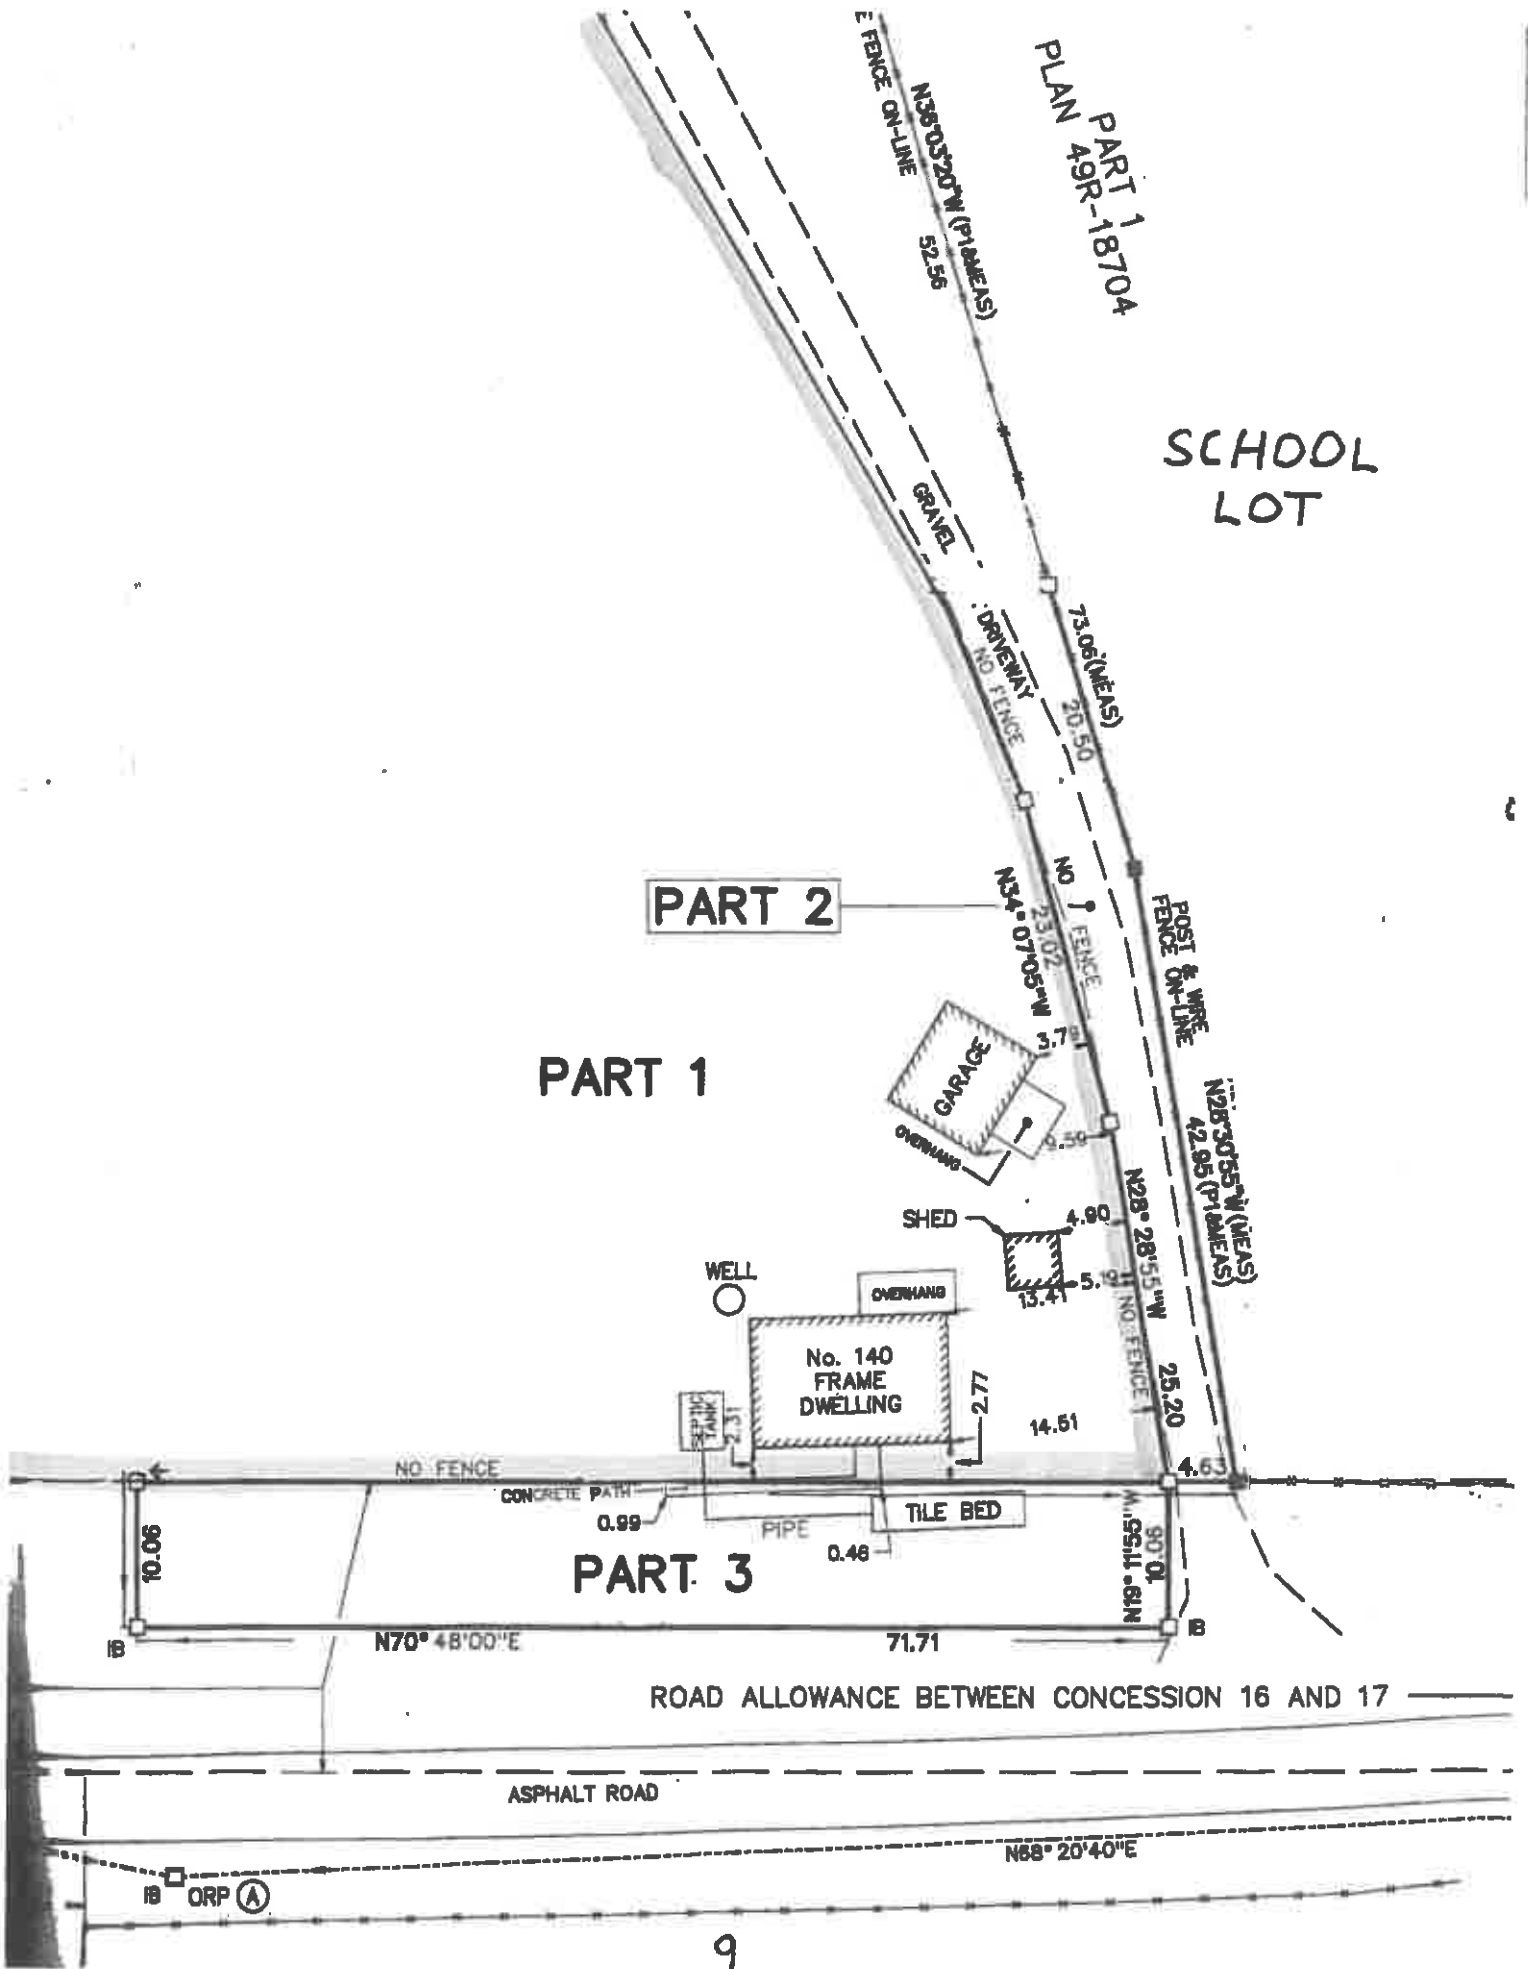 PART 1
PLAN 49R-18704
E FENCE ON-LINE
N36°03'20"W (P1&MEAS)
52.56
SCHOOL
LOT
GRAVEL
DRIVEWAY
NO FENCE
73.06 (MEAS)
20.50
PART 2
NO FENCE
N34°07'05"W
23.02
POST & WIRE
FENCE ON-LINE
3.78
GARAGE
PART 1
N28°30'55"W (MEAS)
42.95 (P1&MEAS)
OVERHANG
9.59
N28°28'55"W
SHED
4.90
WELL
5.19
13.41
OVERHANG
NO FENCE
No. 140
FRAME
DWELLING
25.20
2.77
SEPTIC
TANK
2.31
14.61
4.63
NO FENCE
CONCRETE PATH
0.99
TILE BED
PIPE
0.46
10.06
PART 3
N19°11'55"W
10.06
IB
N70°48'00"E
71.71
IB
ROAD ALLOWANCE BETWEEN CONCESSION 16 AND 17
ASPHALT ROAD
N68°20'40"E
IB ORP A
9